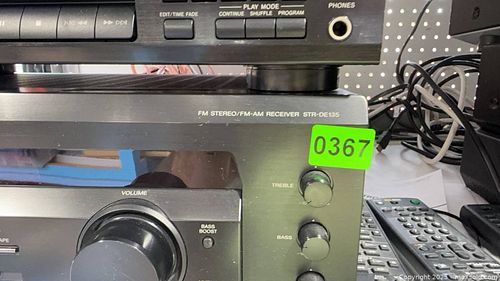 PLAY MODE
EDIT/TIME FADE
CONTINUE SHUFFLE PROGRAM
PHONES
FM STEREO/FM-AM RECEIVER STR-DE135
0367
TREBLE
VOLUME
BASS
BOOST
BASS
TAPE